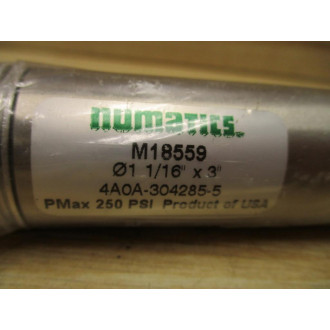 numatics
M18559
Ø1 1/16" x 3"
4A0A-304285-5
PMax 250 PSI Product of USA